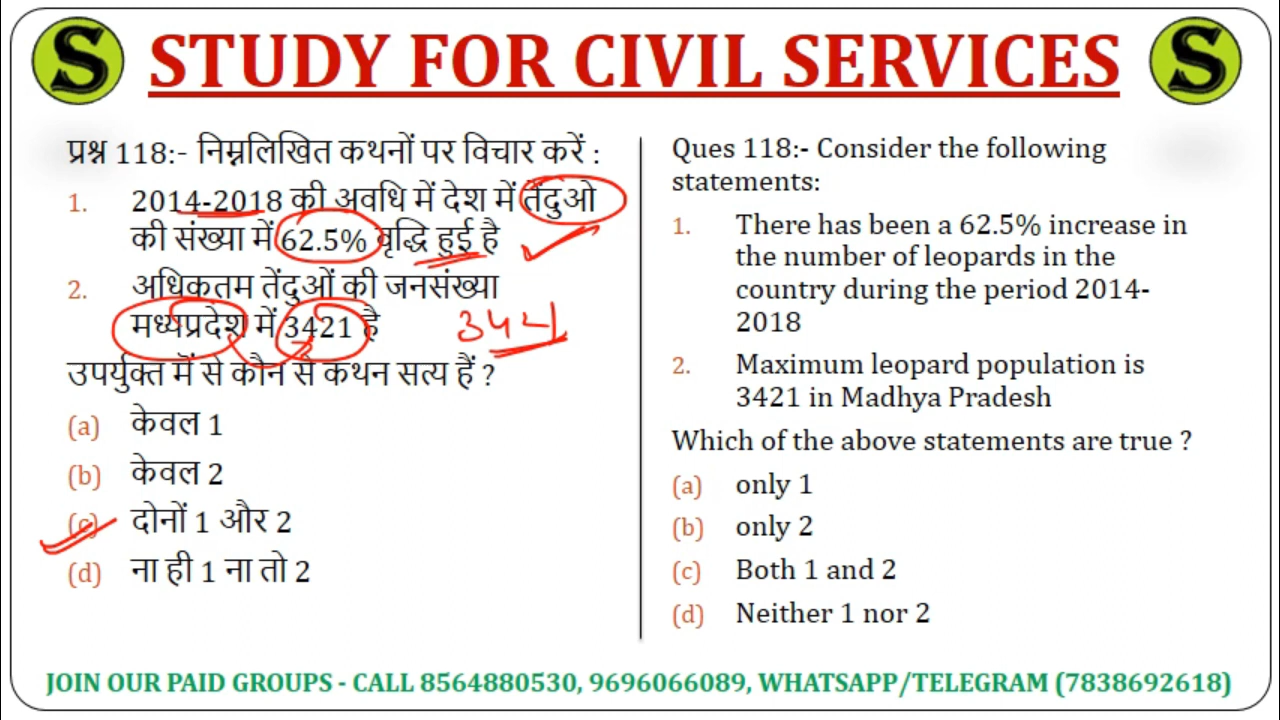 S STUDY FOR CIVIL SERVICES S
प्रश्न 118:- निम्नलिखित कथनों पर विचार करें :
1. 2014-2018 की अवधि में देश में तेंदुओ
की संख्या में 62.5% वृद्धि हुई है
2. अधिकतम तेंदुओं की जनसंख्या
मध्यप्रदेश में 3421 है
3421
उपर्युक्त में से कौन से कथन सत्य हैं ?
(a) केवल 1
(b) केवल 2
(c) दोनों 1 और 2
(d) ना ही 1 ना तो 2
Ques 118:- Consider the following
statements:
1. There has been a 62.5% increase in
the number of leopards in the
country during the period 2014-
2018
2. Maximum leopard population is
3421 in Madhya Pradesh
Which of the above statements are true ?
(a) only 1
(b) only 2
(c) Both 1 and 2
(d) Neither 1 nor 2
JOIN OUR PAID GROUPS - CALL 8564880530, 9696066089, WHATSAPP/TELEGRAM (7838692618)